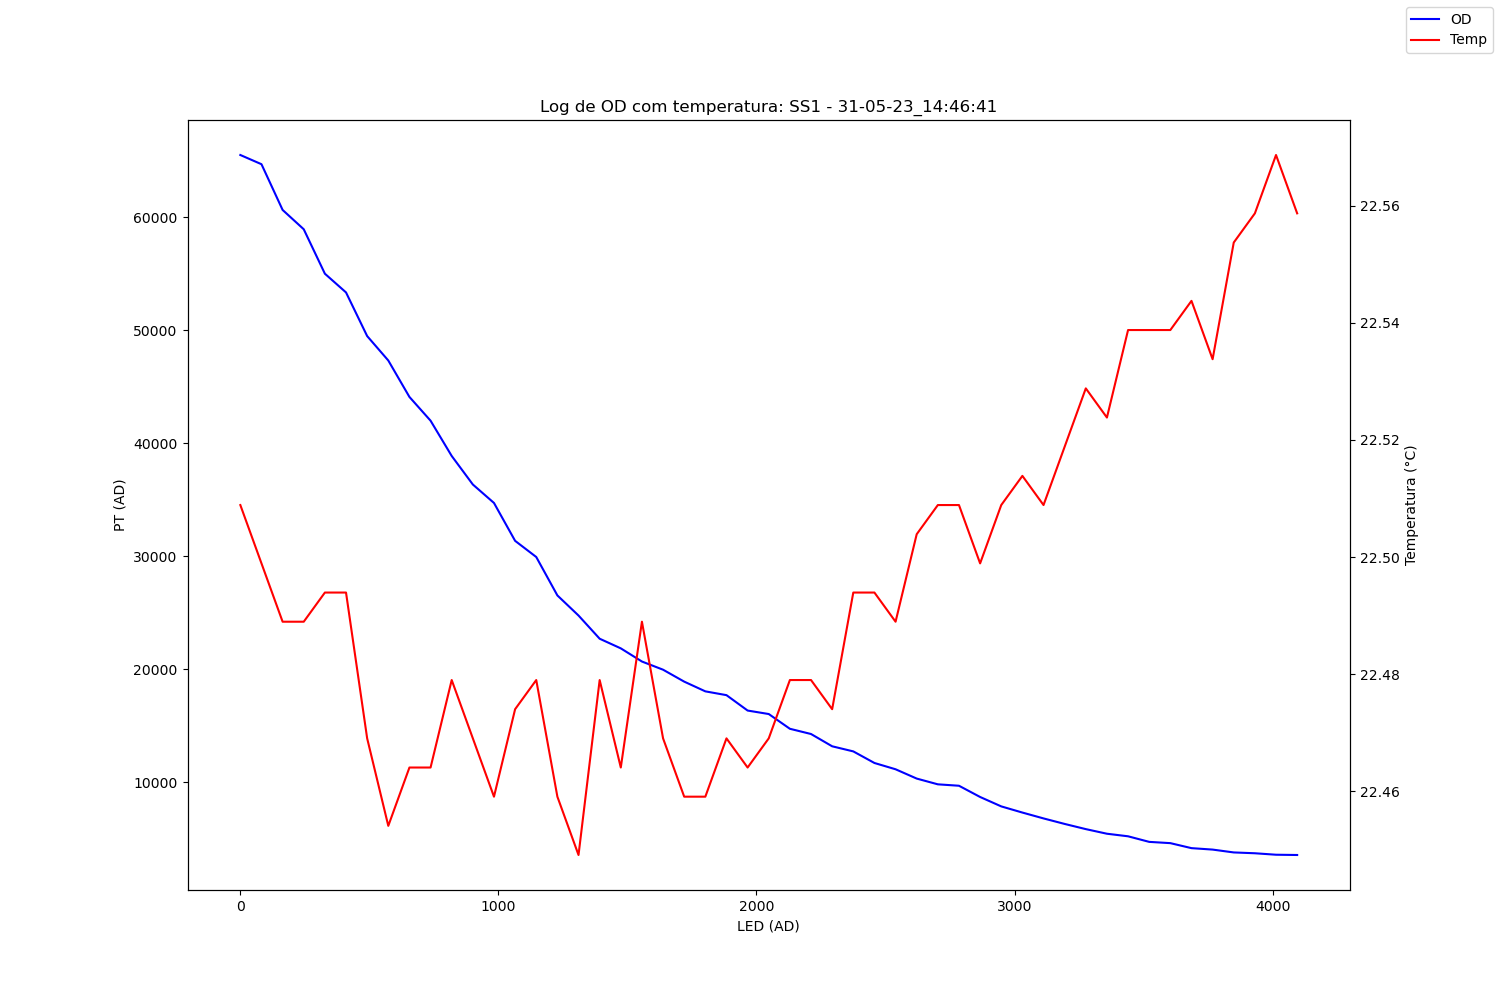 OD
Temp
Log de OD com temperatura: SS1 - 31-05-23_14:46:41
60000
50000
40000
30000
20000
10000
PT (AD)
22.56
22.54
22.52
22.50
22.48
22.46
Temperatura (°C)
0 1000 2000 3000 4000
LED (AD)